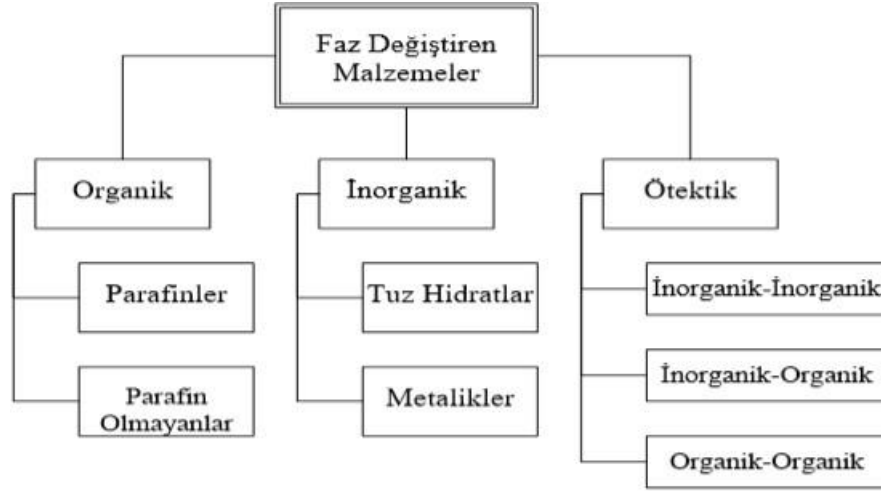 Faz Değiştiren
Malzemeler
Organik
İnorganik
Ötektik
Parafinler
Tuz Hidratlar
İnorganik-İnorganik
Parafin
Olmayanlar
Metalikler
İnorganik-Organik
Organik-Organik